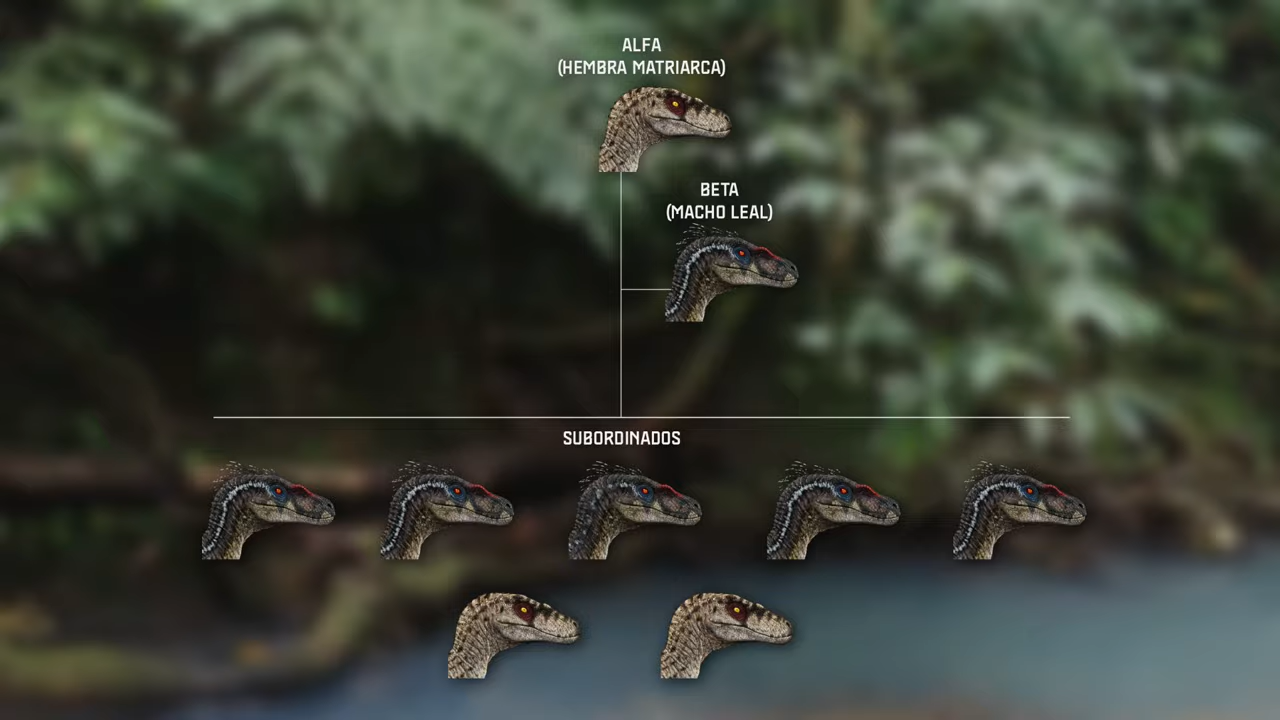 ALFA
(HEMBRA MATRIARCA)
BETA
(MACHO LEAL)
SUBORDINADOS